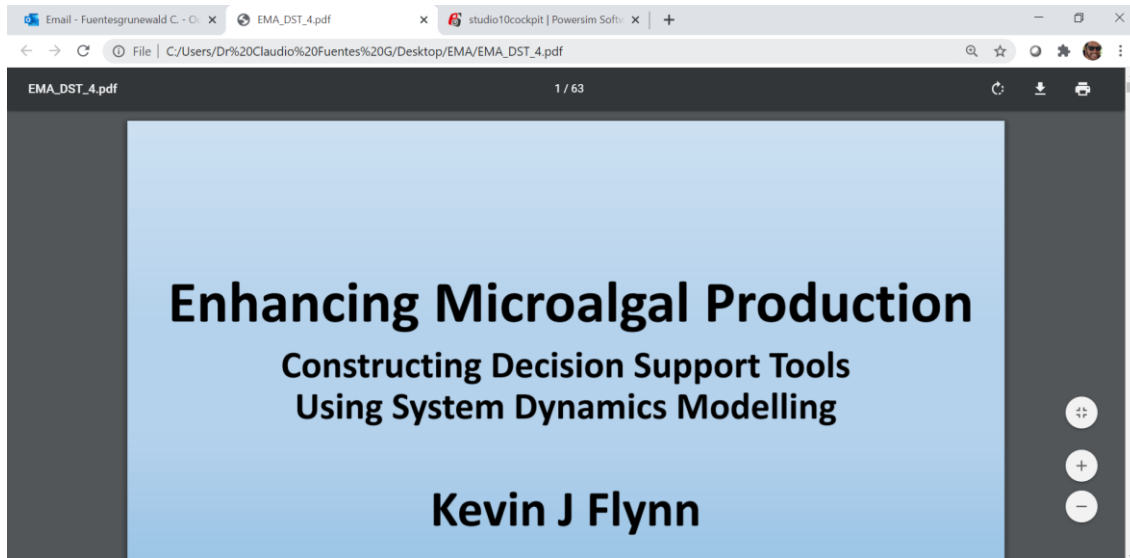 Email - Fuentesgrunewald C. - O
EMA_DST_4.pdf
studio10cockpit | Powersim Softw
File | C:/Users/Dr%20Claudio%20Fuentes%20G/Desktop/EMA/EMA_DST_4.pdf
EMA_DST_4.pdf
1 / 63
Enhancing Microalgal Production
Constructing Decision Support Tools
Using System Dynamics Modelling
Kevin J Flynn